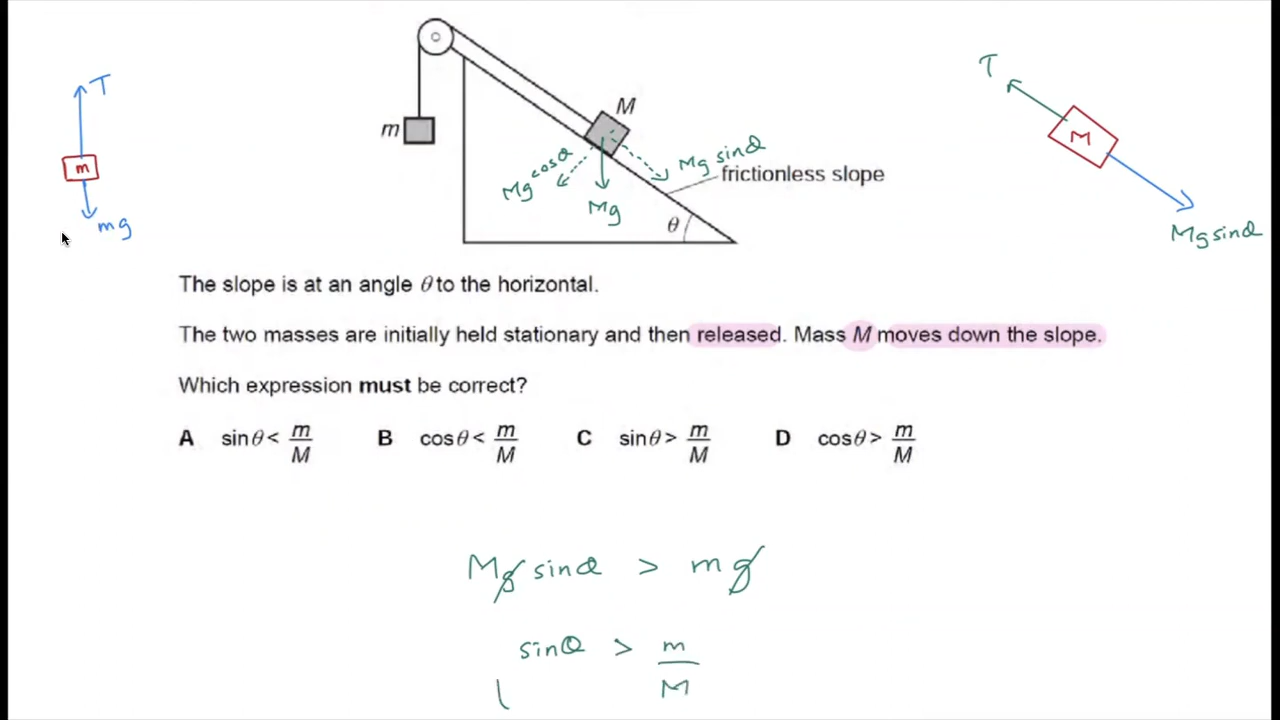 T
m
mg
m
M
Mg cosθ
Mg
Mg sinθ
frictionless slope
θ
T
M
Mg sinθ
The slope is at an angle θ to the horizontal.
The two masses are initially held stationary and then released. Mass M moves down the slope.
Which expression must be correct?
A sinθ < m/M B cosθ < m/M C sinθ > m/M D cosθ > m/M
Mg sinθ > mg
sinθ > m/M